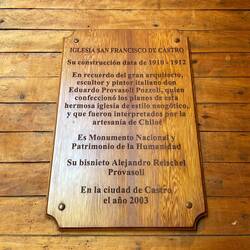 IGLESIA SAN FRANCISCO DE CASTRO
Su construcción data de 1910 - 1912
En recuerdo del gran arquitecto,
escultor y pintor italiano don
Eduardo Provasoli Pozzoli, quien
confeccionó los planos de esta
hermosa iglesia de estilo neogótico,
y que fueron interpretados por la
artesanía de Chiloé
Es Monumento Nacional y
Patrimonio de la Humanidad
Su bisnieto Alejandro Reischel
Provasoli
En la ciudad de Castro,
el año 2003